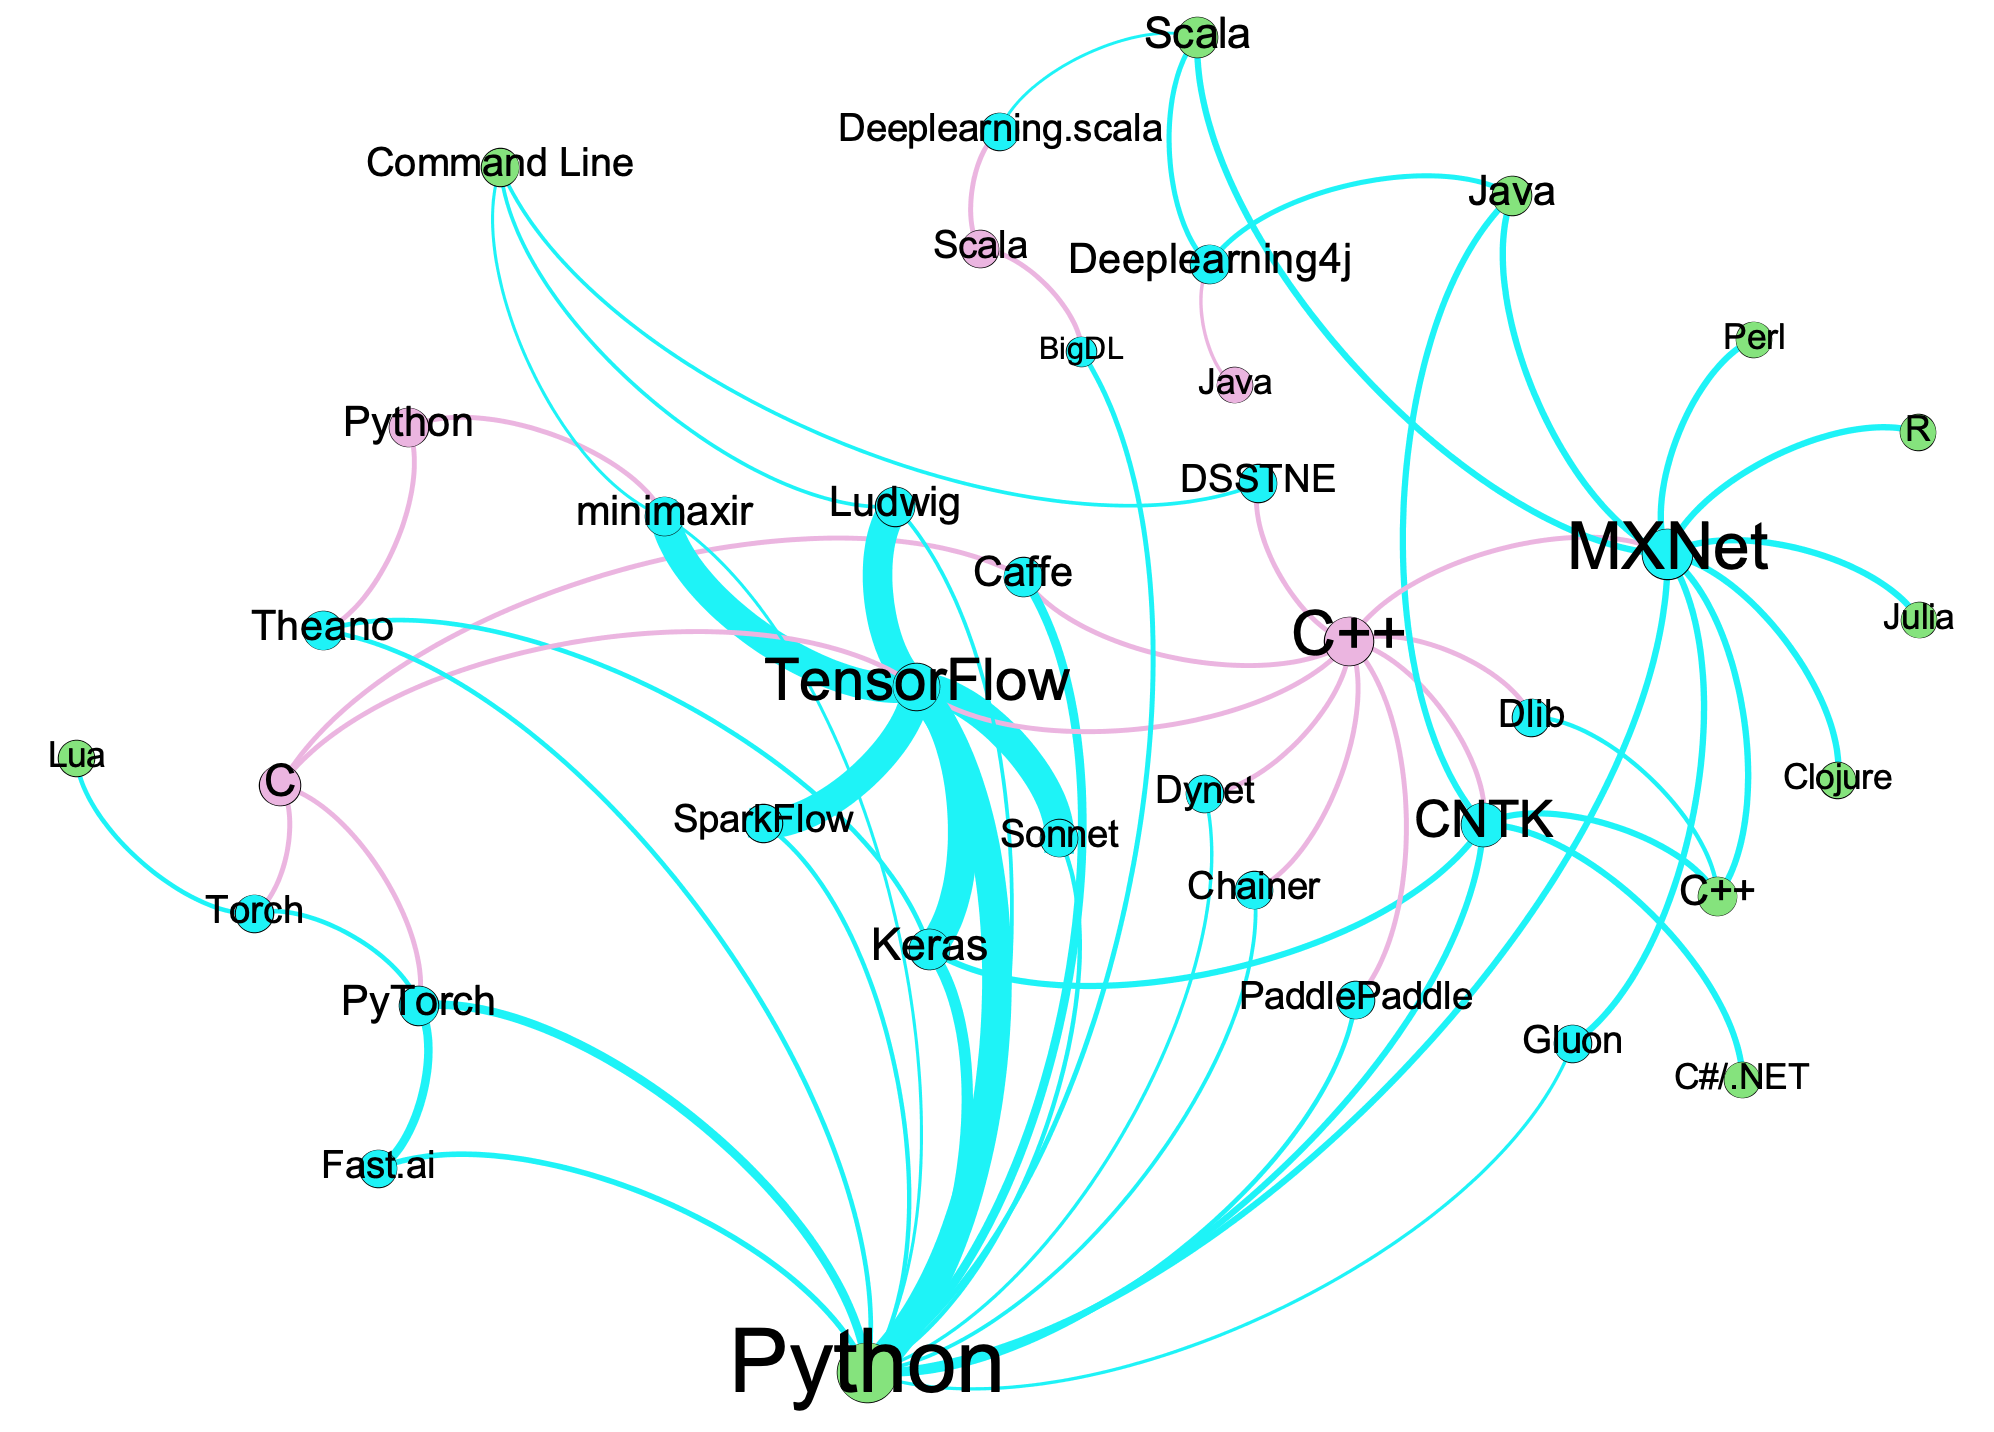 Scala
Deeplearning.scala
Command Line
Java
Scala
Deeplearning4j
Perl
BigDL
Java
Python
R
DSSTNE
Ludwig
minimaxir
MXNet
Caffe
Julia
Theano
C++
TensorFlow
Dlib
Lua
C
Clojure
Dynet
SparkFlow
CNTK
Sonnet
Chainer
C++
Torch
Keras
PaddlePaddle
PyTorch
Gluon
C#/.NET
Fast.ai
Python